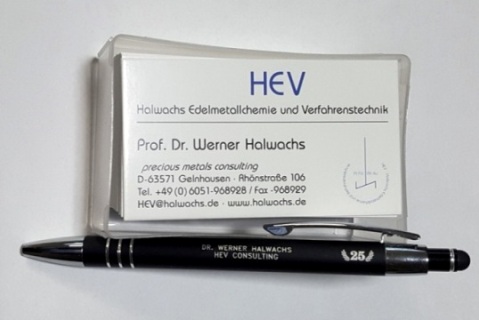 HEV
Halwachs Edelmetallchemie und Verfahrenstechnik
Prof. Dr. Werner Halwachs
precious metals consulting
D-63571 Gelnhausen · Rhönstraße 106
Tel. +49 (0) 6051-968928 / Fax -968929
HEV@halwachs.de · www.halwachs.de
DR. WERNER HALWACHS
HEV CONSULTING
25